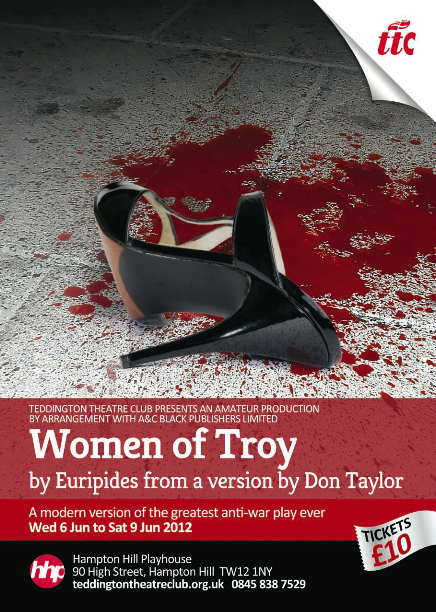 ttc
TEDDINGTON THEATRE CLUB PRESENTS AN AMATEUR PRODUCTION
BY ARRANGEMENT WITH A&C BLACK PUBLISHERS LIMITED
Women of Troy
by Euripides from a version by Don Taylor
A modern version of the greatest anti-war play ever
Wed 6 Jun to Sat 9 Jun 2012
TICKETS
£10
hhp
Hampton Hill Playhouse
90 High Street, Hampton Hill TW12 1NY
teddingtontheatreclub.org.uk 0845 838 7529